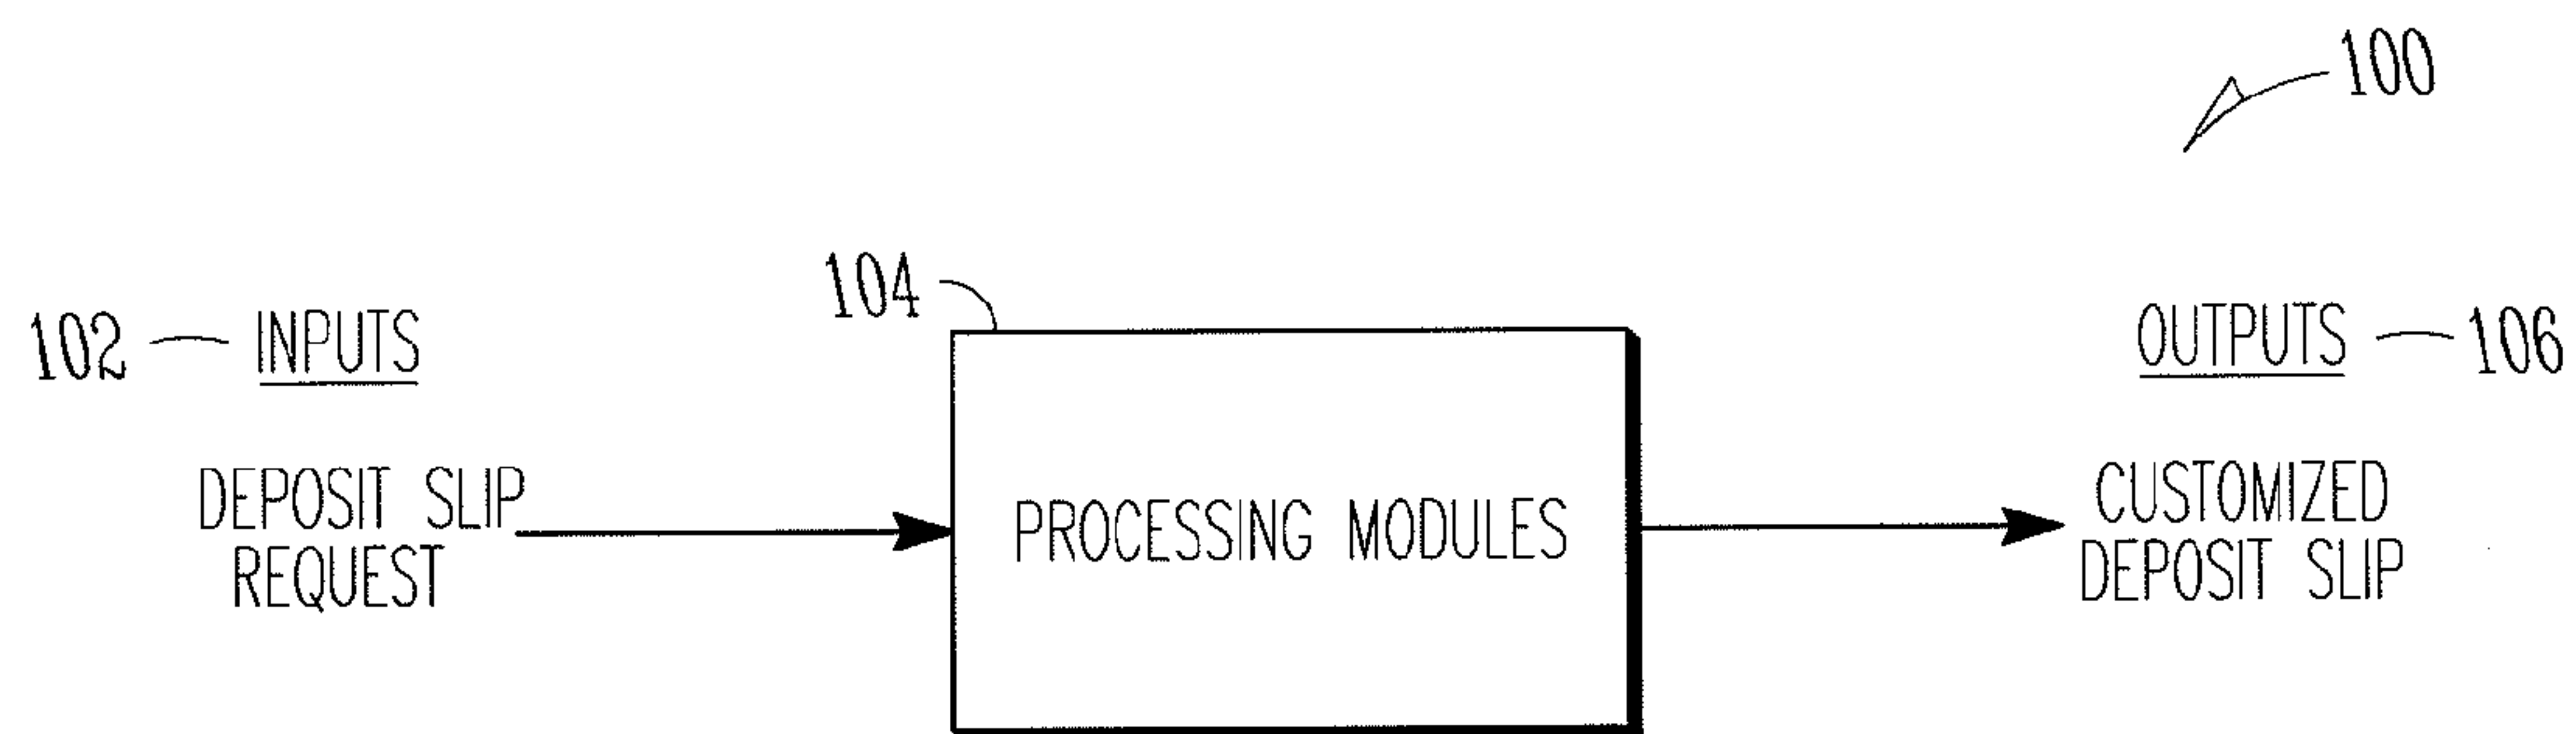 100
104
102 INPUTS
OUTPUTS 106
DEPOSIT SLIP
REQUEST
PROCESSING MODULES
CUSTOMIZED
DEPOSIT SLIP